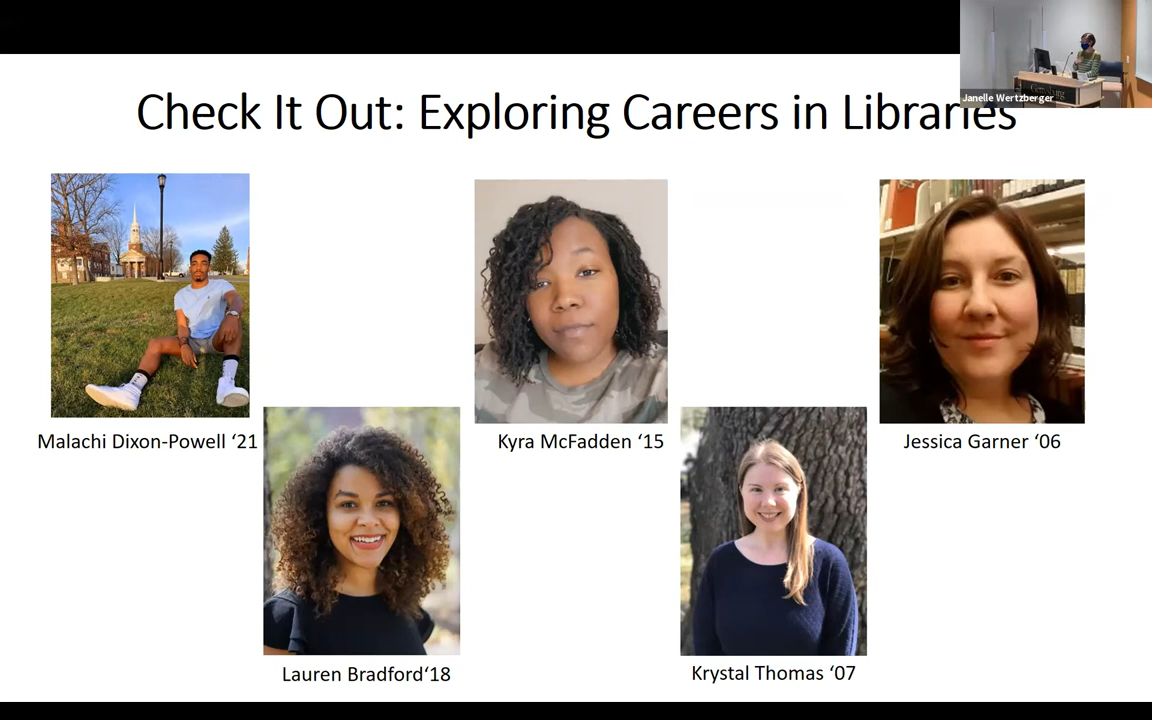 Janelle Wertzberger
Check It Out: Exploring Careers in Libraries
Malachi Dixon-Powell ‘21
Kyra McFadden ‘15
Jessica Garner ‘06
Lauren Bradford‘18
Krystal Thomas ‘07